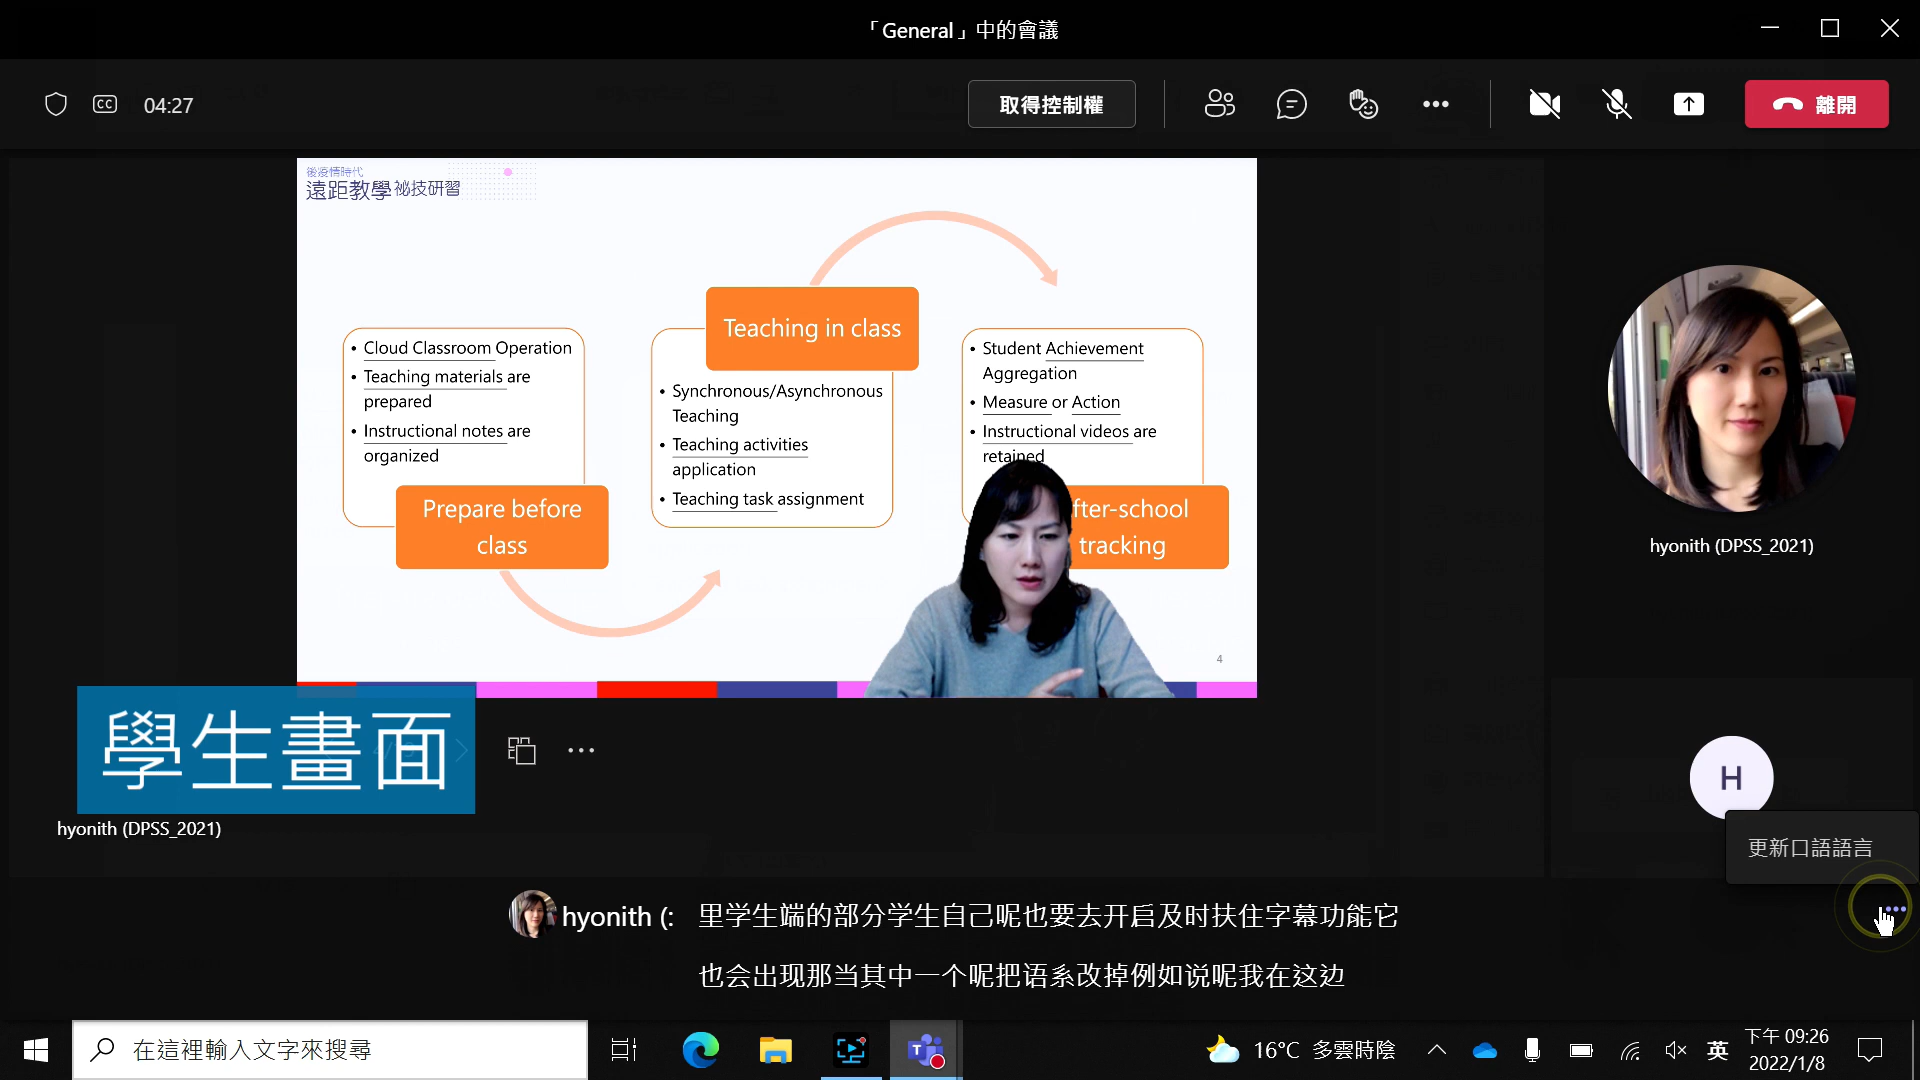 「General」中的會議
CC
04:27
取得控制權
離開
後疫情時代
遠距教學祕技研習
Cloud Classroom Operation
Teaching materials are
prepared
Instructional notes are
organized
Prepare before
class
Teaching in class
Synchronous/Asynchronous
Teaching
Teaching activities
application
Teaching task assignment
Student Achievement
Aggregation
Measure or Action
Instructional videos are
retained
fter-school
tracking
4
hyonith (DPSS_2021)
學生畫面
hyonith (DPSS_2021)
H
更新口語語言
hyonith (:
里学生端的部分学生自己呢也要去开启及时扶住字幕功能它
也会出现那当其中一个呢把语系改掉例如说呢我在这边
在這裡輸入文字來搜尋
16°C 多雲時陰
英
下午 09:26
2022/1/8